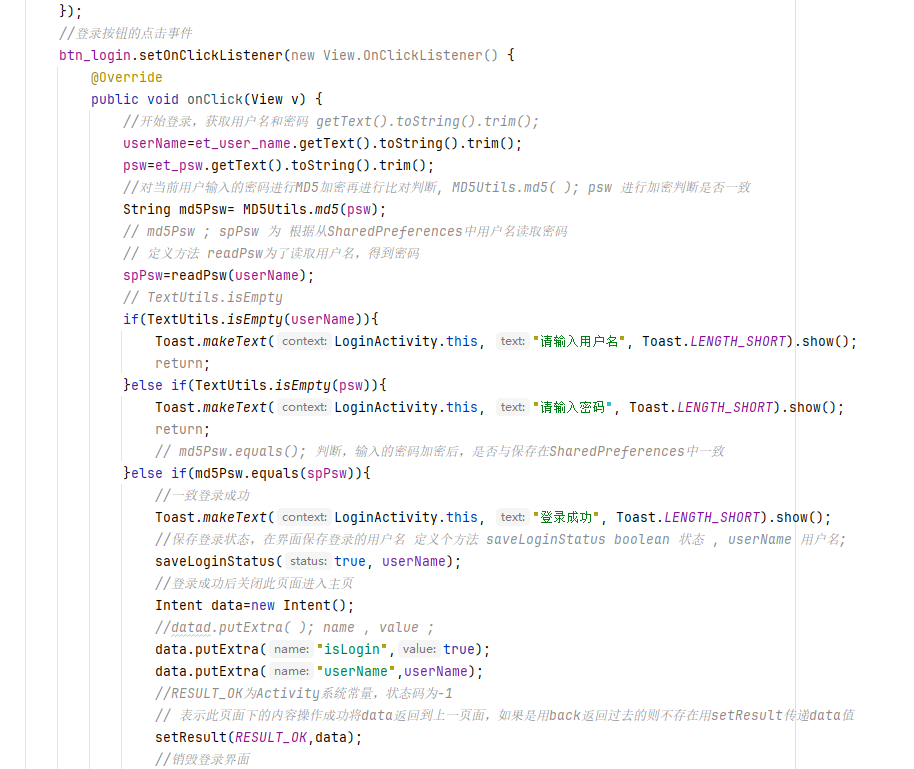 });
//登录按钮的点击事件
btn_login.setOnClickListener(new View.OnClickListener() {
@Override
public void onClick(View v) {
//开始登录，获取用户名和密码 getText().toString().trim();
userName=et_user_name.getText().toString().trim();
psw=et_psw.getText().toString().trim();
//对当前用户输入的密码进行MD5加密再进行比对判断, MD5Utils.md5( ); psw 进行加密判断是否一致
String md5Psw= MD5Utils.md5(psw);
// md5Psw ; spPsw 为 根据从SharedPreferences中用户名读取密码
// 定义方法 readPsw为了读取用户名，得到密码
spPsw=readPsw(userName);
// TextUtils.isEmpty
if(TextUtils.isEmpty(userName)){
Toast.makeText( context: LoginActivity.this, text: "请输入用户名", Toast.LENGTH_SHORT).show();
return;
}else if(TextUtils.isEmpty(psw)){
Toast.makeText( context: LoginActivity.this, text: "请输入密码", Toast.LENGTH_SHORT).show();
return;
// md5Psw.equals(); 判断，输入的密码加密后，是否与保存在SharedPreferences中一致
}else if(md5Psw.equals(spPsw)){
//一致登录成功
Toast.makeText( context: LoginActivity.this, text: "登录成功", Toast.LENGTH_SHORT).show();
//保存登录状态，在界面保存登录的用户名 定义个方法 saveLoginStatus boolean 状态 , userName 用户名;
saveLoginStatus( status: true, userName);
//登录成功后关闭此页面进入主页
Intent data=new Intent();
//datad.putExtra( ); name , value ;
data.putExtra( name: "isLogin", value: true);
data.putExtra( name: "userName",userName);
//RESULT_OK为Activity系统常量，状态码为-1
// 表示此页面下的内容操作成功将data返回到上一页面，如果是用back返回过去的则不存在用setResult传递data值
setResult(RESULT_OK,data);
//销毁登录界面